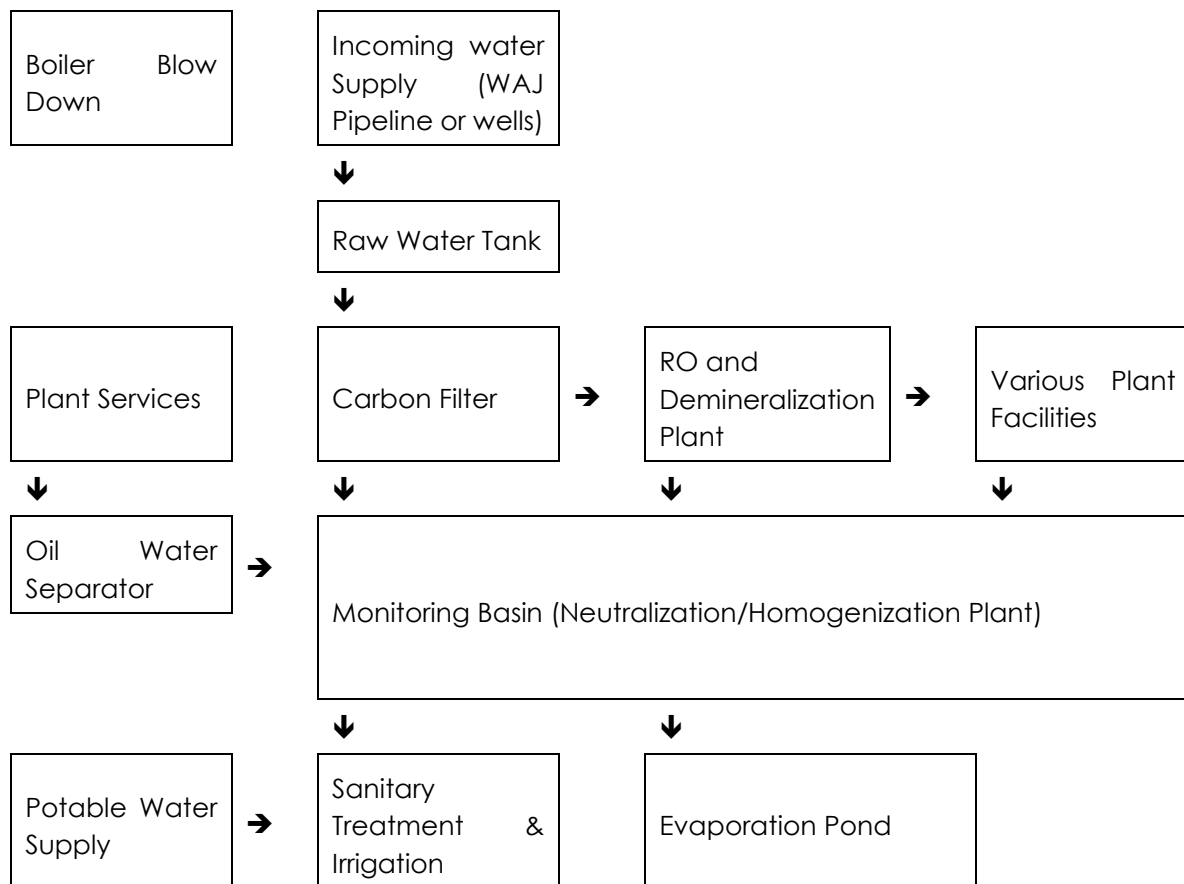 Boiler Blow
Down
Incoming water
Supply (WAJ
Pipeline or wells)
Raw Water Tank
Plant Services
Carbon Filter
RO and
Demineralization
Plant
Various Plant
Facilities
Oil Water
Separator
Monitoring Basin (Neutralization/Homogenization Plant)
Potable Water
Supply
Sanitary
Treatment &
Irrigation
Evaporation Pond